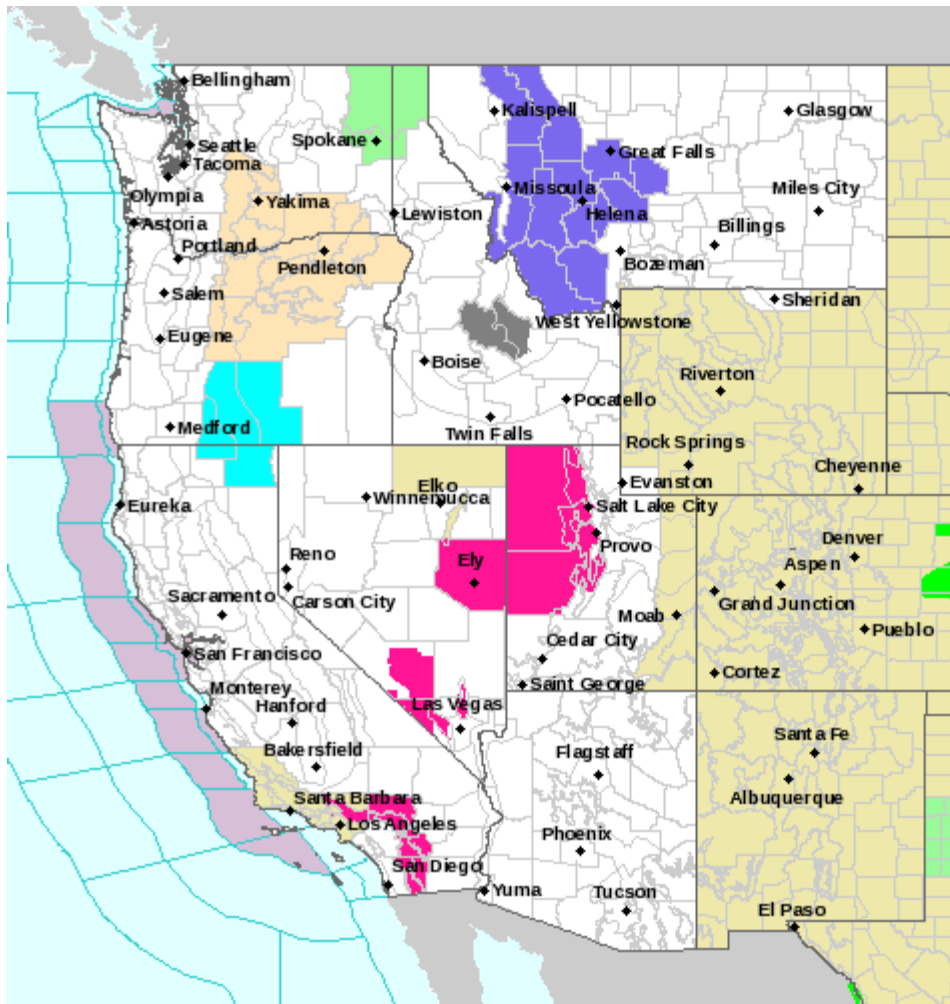 Bellingham
Kalispell
Glasgow
Seattle
Spokane
Great Falls
Tacoma
Olympia
Missoula
Miles City
Yakima
Lewiston
Helena
Astoria
Billings
Portland
Pendleton
Bozeman
Salem
Sheridan
West Yellowstone
Eugene
Boise
Riverton
Pocatello
Medford
Twin Falls
Rock Springs
Cheyenne
Elko
Evanston
Winnemucca
Eureka
Salt Lake City
Provo
Denver
Reno
Ely
Aspen
Sacramento
Carson City
Grand Junction
Moab
Pueblo
Cedar City
San Francisco
Cortez
Saint George
Monterey
Hanford
Las Vegas
Bakersfield
Flagstaff
Santa Fe
Albuquerque
Santa Barbara
Los Angeles
Phoenix
San Diego
Yuma
Tucson
El Paso